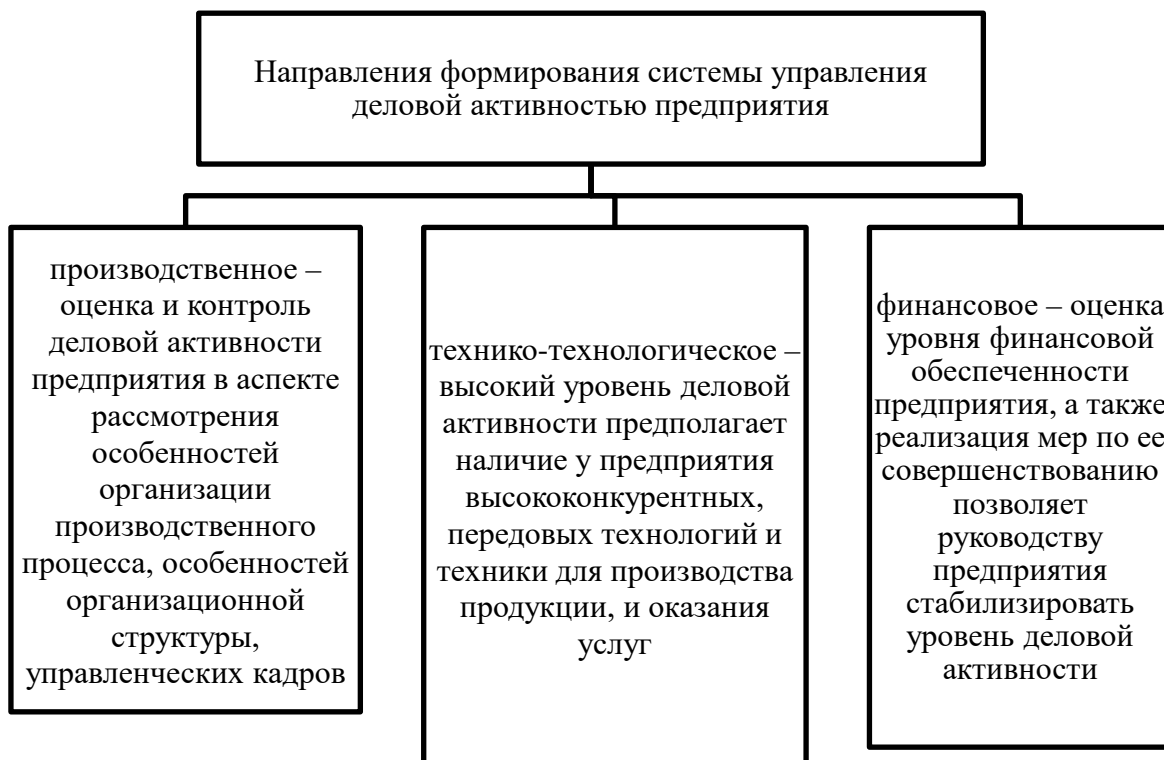 Направления формирования системы управления
деловой активностью предприятия
производственное –
оценка и контроль
деловой активности
предприятия в аспекте
рассмотрения
особенностей
организации
производственного
процесса, особенностей
организационной
структуры,
управленческих кадров
технико-технологическое –
высокий уровень деловой
активности предполагает
наличие у предприятия
высококонкурентных,
передовых технологий и
техники для производства
продукции, и оказания
услуг
финансовое – оценка
уровня финансовой
обеспеченности
предприятия, а также
реализация мер по ее
совершенствованию
позволяет
руководству
предприятия
стабилизировать
уровень деловой
активности